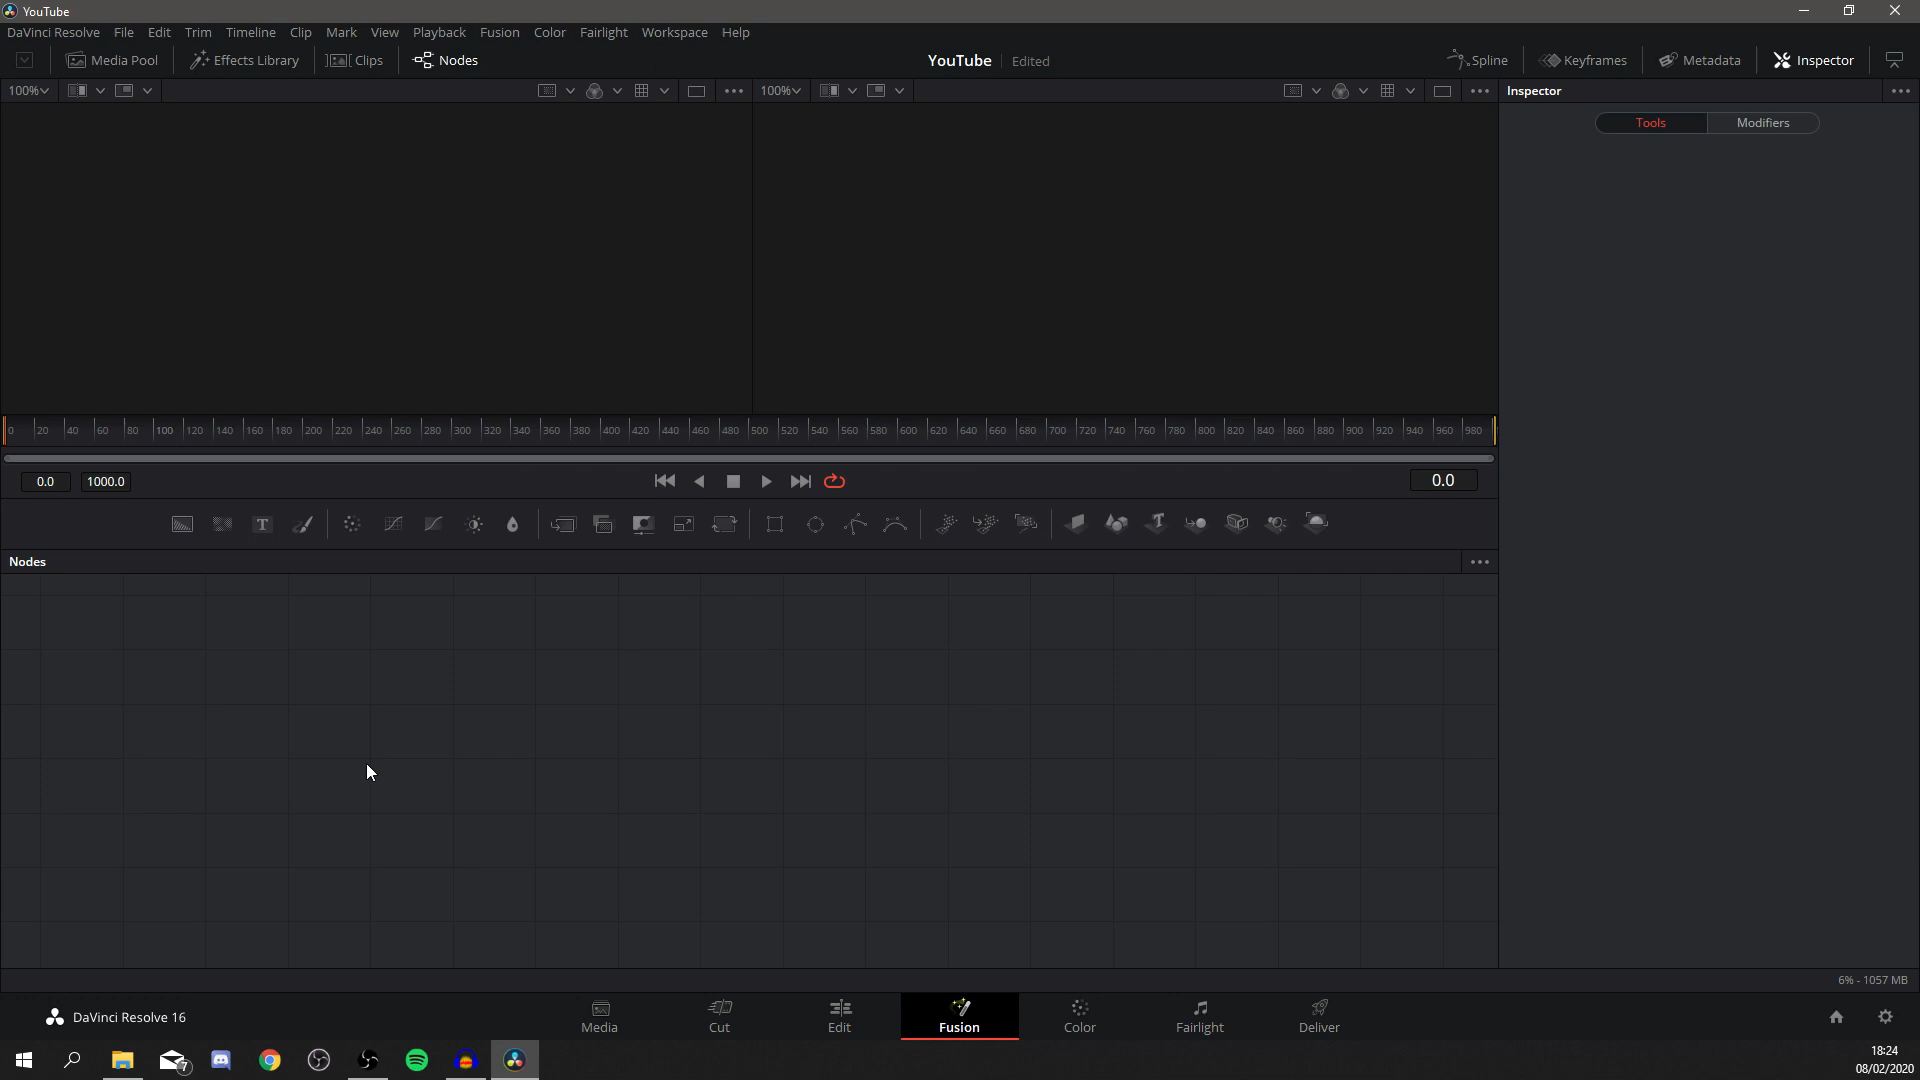 YouTube
DaVinci Resolve File Edit Trim Timeline Clip Mark View Playback Fusion Color Fairlight Workspace Help
Media Pool Effects Library Clips Nodes YouTube Edited Spline Keyframes Metadata Inspector
100% 100% Inspector
Tools Modifiers
0 20 40 60 80 100 120 140 160 180 200 220 240 260 280 300 320 340 360 380 400 420 440 460 480 500 520 540 560 580 600 620 640 660 680 700 720 740 760 780 800 820 840 860 880 900 920 940 960 980
0.0 1000.0 0.0
Nodes
6% - 1057 MB
DaVinci Resolve 16 Media Cut Edit Fusion Color Fairlight Deliver
7
18:24
08/02/2020